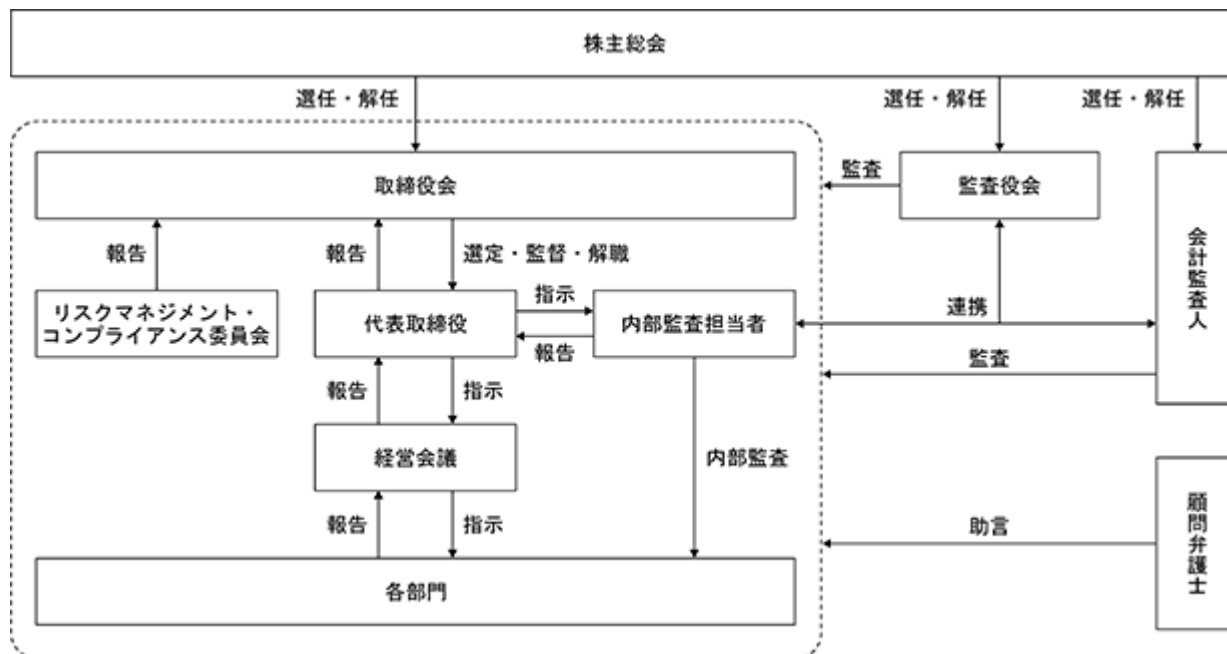 株主総会
選任・解任
選任・解任
選任・解任
取締役会
監査
監査役会
会計監査人
報告
報告
選定・監督・解職
リスクマネジメント・
コンプライアンス委員会
代表取締役
指示
報告
内部監査担当者
連携
監査
報告
指示
経営会議
内部監査
報告
指示
助言
顧問弁護士
各部門